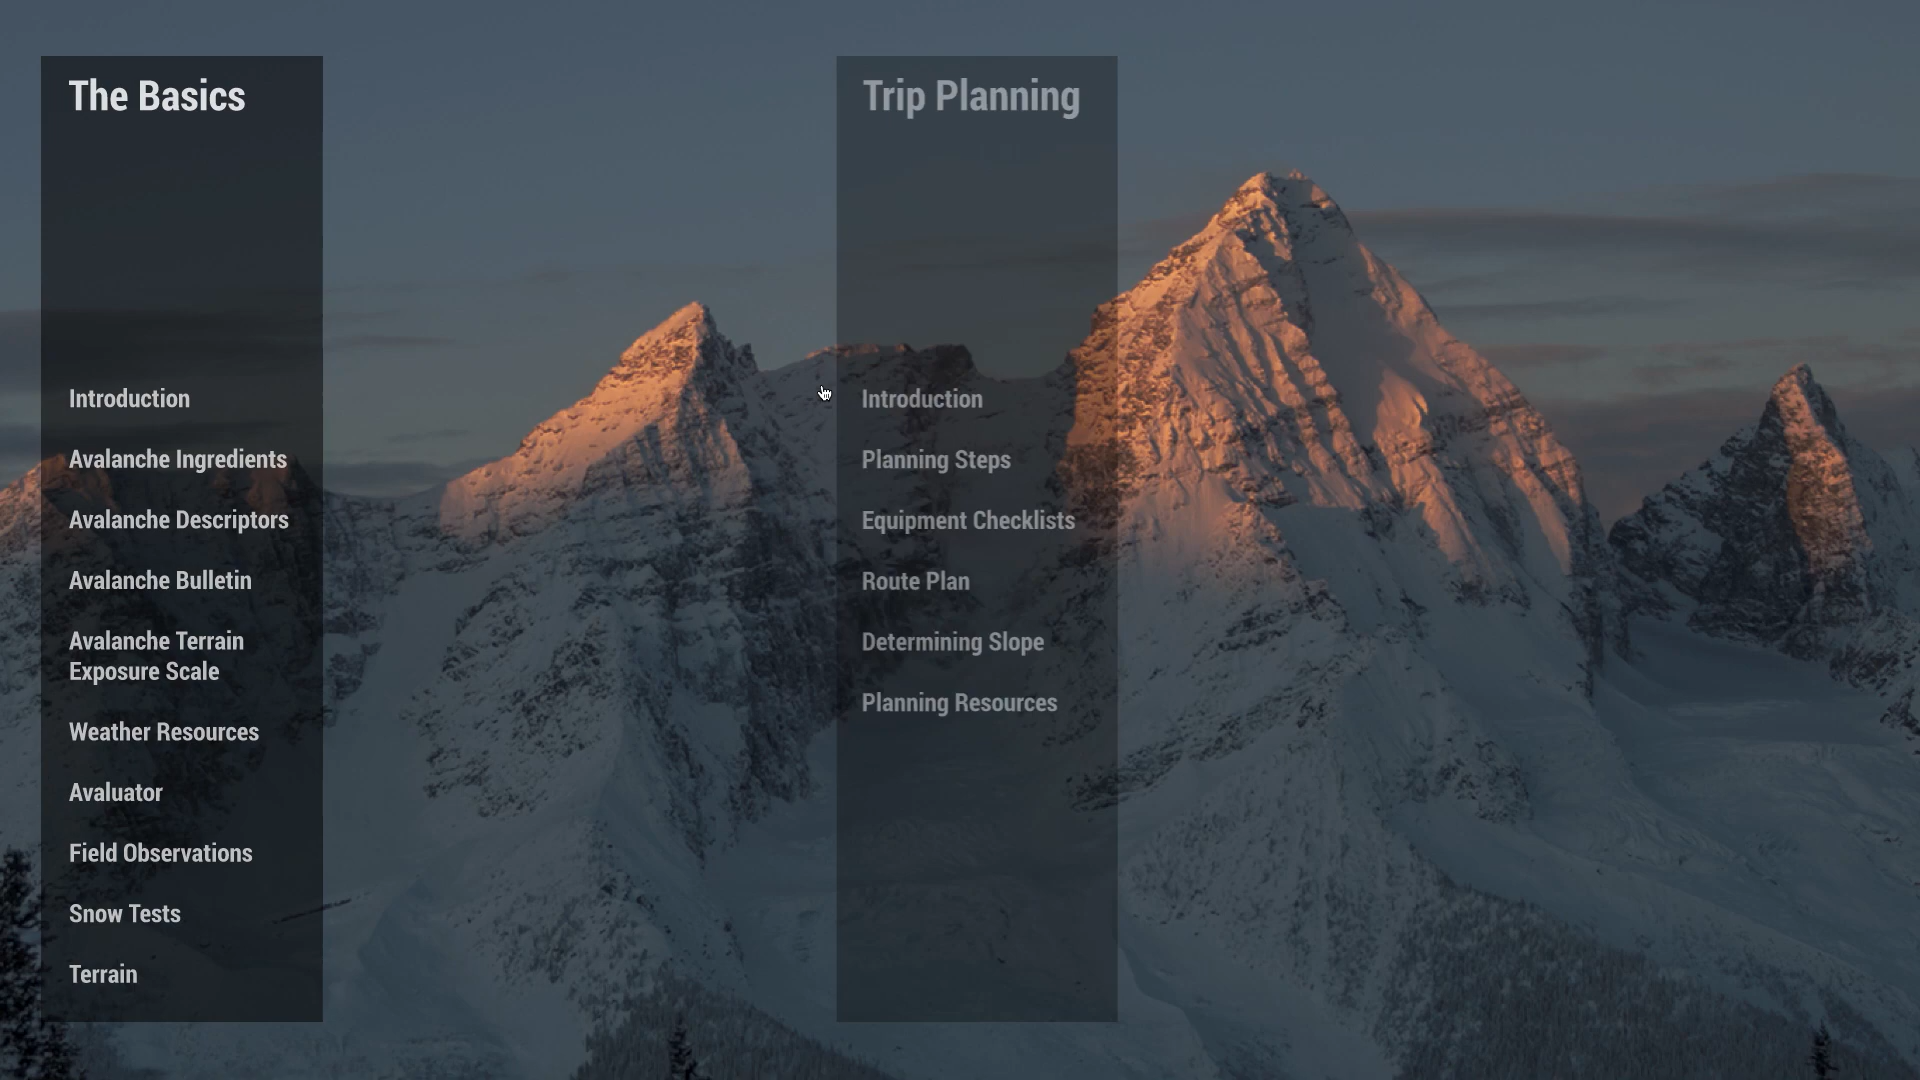 The Basics
Introduction
Avalanche Ingredients
Avalanche Descriptors
Avalanche Bulletin
Avalanche Terrain
Exposure Scale
Weather Resources
Avaluator
Field Observations
Snow Tests
Terrain
Trip Planning
Introduction
Planning Steps
Equipment Checklists
Route Plan
Determining Slope
Planning Resources